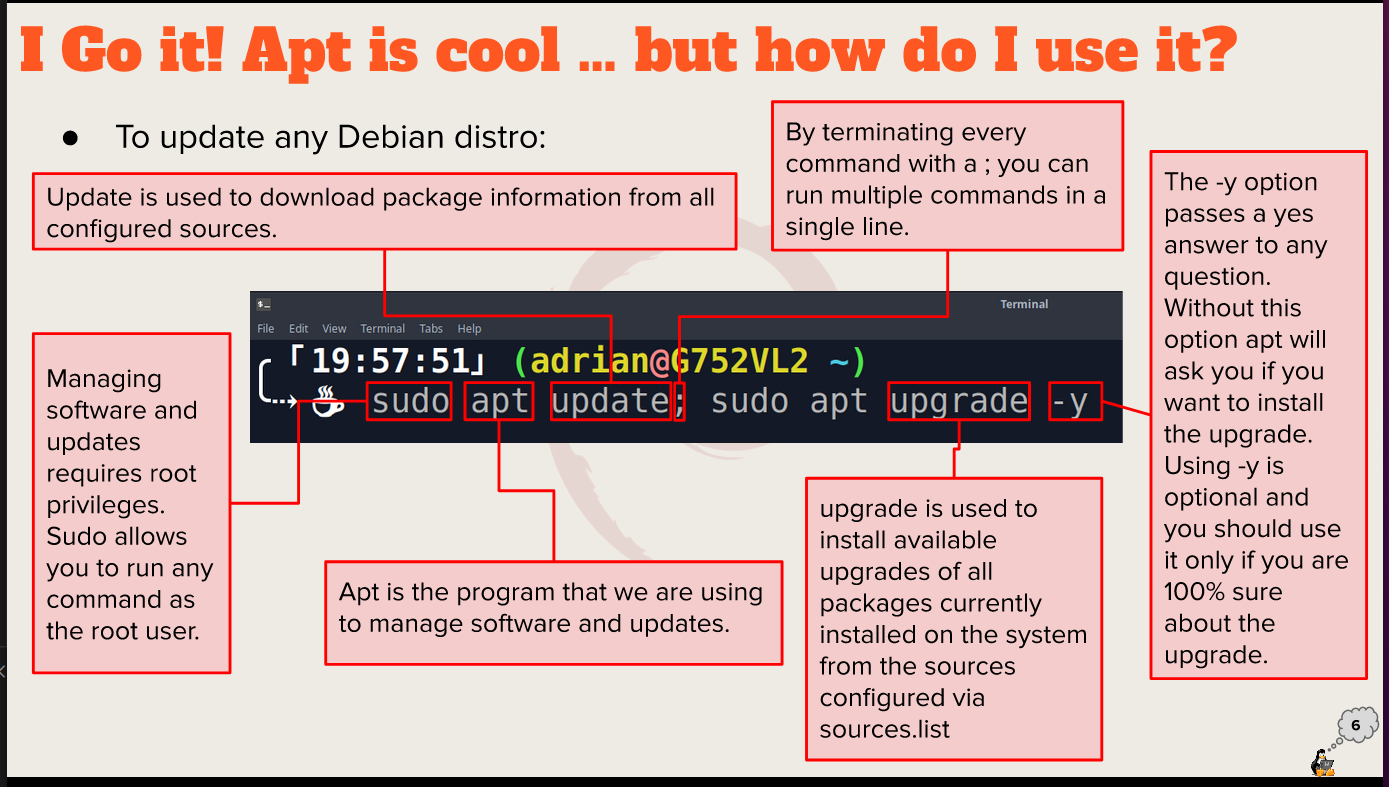 I Go it! Apt is cool ... but how do I use it?
● To update any Debian distro:
Update is used to download package information from all
configured sources.
By terminating every
command with a ; you can
run multiple commands in a
single line.
The -y option
passes a yes
answer to any
question.
Without this
option apt will
ask you if you
want to install
the upgrade.
Using -y is
optional and
you should use
it only if you are
100% sure
about the
upgrade.
$_ Terminal
File Edit View Terminal Tabs Help
「19:57:51」 (adrian@G752VL2 ~)
sudo apt update; sudo apt upgrade -y
Managing
software and
updates
requires root
privileges.
Sudo allows
you to run any
command as
the root user.
Apt is the program that we are using
to manage software and updates.
upgrade is used to
install available
upgrades of all
packages currently
installed on the system
from the sources
configured via
sources.list
6